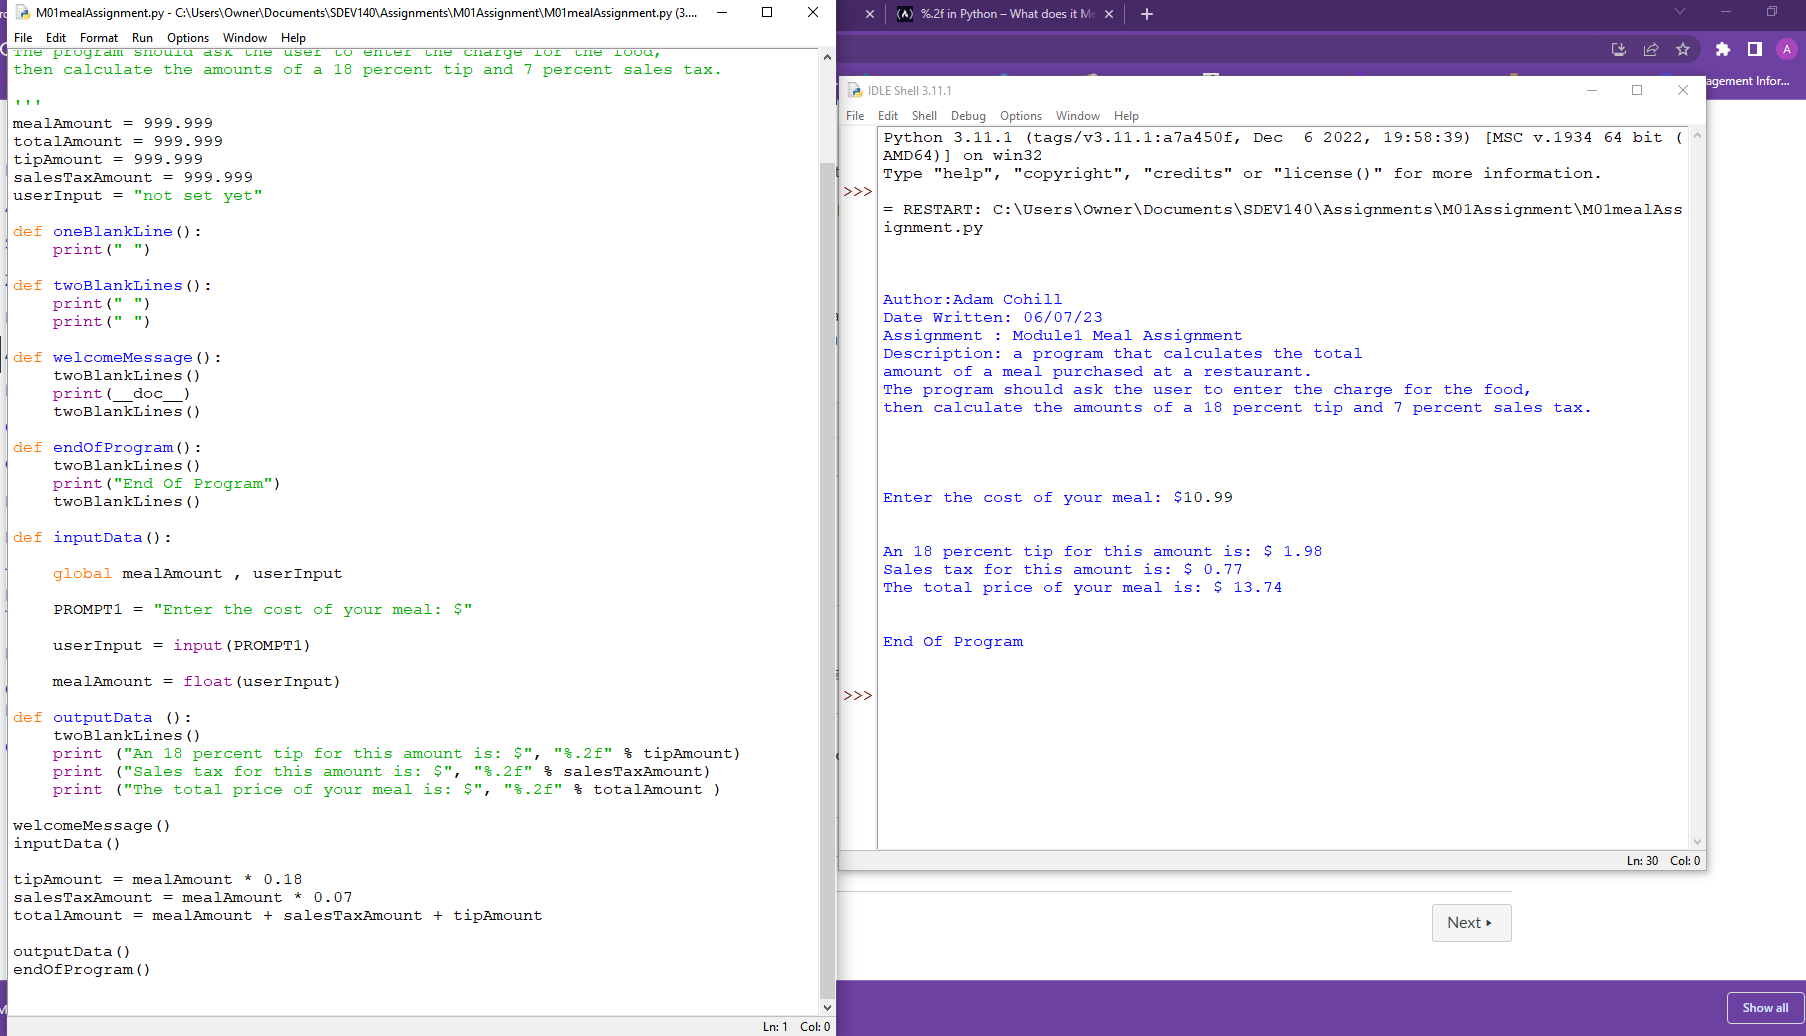 M01mealAssignment.py - C:\Users\Owner\Documents\SDEV140\Assignments\M01Assignment\M01mealAssignment.py (3....
File Edit Format Run Options Window Help
The program should ask the user to enter the charge for the food,
then calculate the amounts of a 18 percent tip and 7 percent sales tax.
'''
mealAmount = 999.999
totalAmount = 999.999
tipAmount = 999.999
salesTaxAmount = 999.999
userInput = "not set yet"
def oneBlankLine():
    print(" ")
def twoBlankLines():
    print(" ")
    print(" ")
def welcomeMessage():
    twoBlankLines()
    print(__doc__)
    twoBlankLines()
def endOfProgram():
    twoBlankLines()
    print("End Of Program")
    twoBlankLines()
def inputData():
    global mealAmount , userInput
    PROMPT1 = "Enter the cost of your meal: $"
    userInput = input(PROMPT1)
    mealAmount = float(userInput)
def outputData ():
    twoBlankLines()
    print ("An 18 percent tip for this amount is: $", "%.2f" % tipAmount)
    print ("Sales tax for this amount is: $", "%.2f" % salesTaxAmount)
    print ("The total price of your meal is: $", "%.2f" % totalAmount )
welcomeMessage()
inputData()
tipAmount = mealAmount * 0.18
salesTaxAmount = mealAmount * 0.07
totalAmount = mealAmount + salesTaxAmount + tipAmount
outputData()
endOfProgram()
Ln: 1 Col: 0
%.2f in Python – What does it Me
A
agement Infor...
IDLE Shell 3.11.1
File Edit Shell Debug Options Window Help
Python 3.11.1 (tags/v3.11.1:a7a450f, Dec  6 2022, 19:58:39) [MSC v.1934 64 bit (
AMD64)] on win32
Type "help", "copyright", "credits" or "license()" for more information.
>>>
= RESTART: C:\Users\Owner\Documents\SDEV140\Assignments\M01Assignment\M01mealAss
ignment.py
Author:Adam Cohill
Date Written: 06/07/23
Assignment : Module1 Meal Assignment
Description: a program that calculates the total
amount of a meal purchased at a restaurant.
The program should ask the user to enter the charge for the food,
then calculate the amounts of a 18 percent tip and 7 percent sales tax.
Enter the cost of your meal: $10.99
An 18 percent tip for this amount is: $ 1.98
Sales tax for this amount is: $ 0.77
The total price of your meal is: $ 13.74
End Of Program
>>>
Ln: 30 Col: 0
Next ▸
Show all